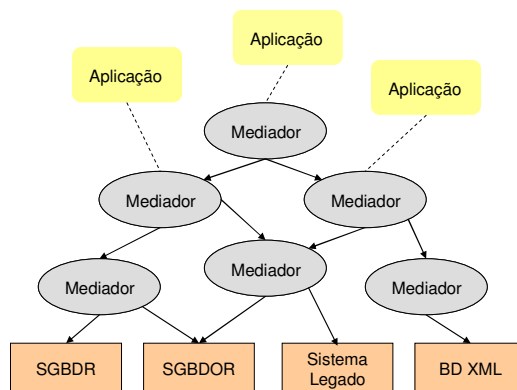 Aplicação
Aplicação
Aplicação
Mediador
Mediador
Mediador
Mediador
Mediador
Mediador
SGBDR
SGBDOR
Sistema
Legado
BD XML